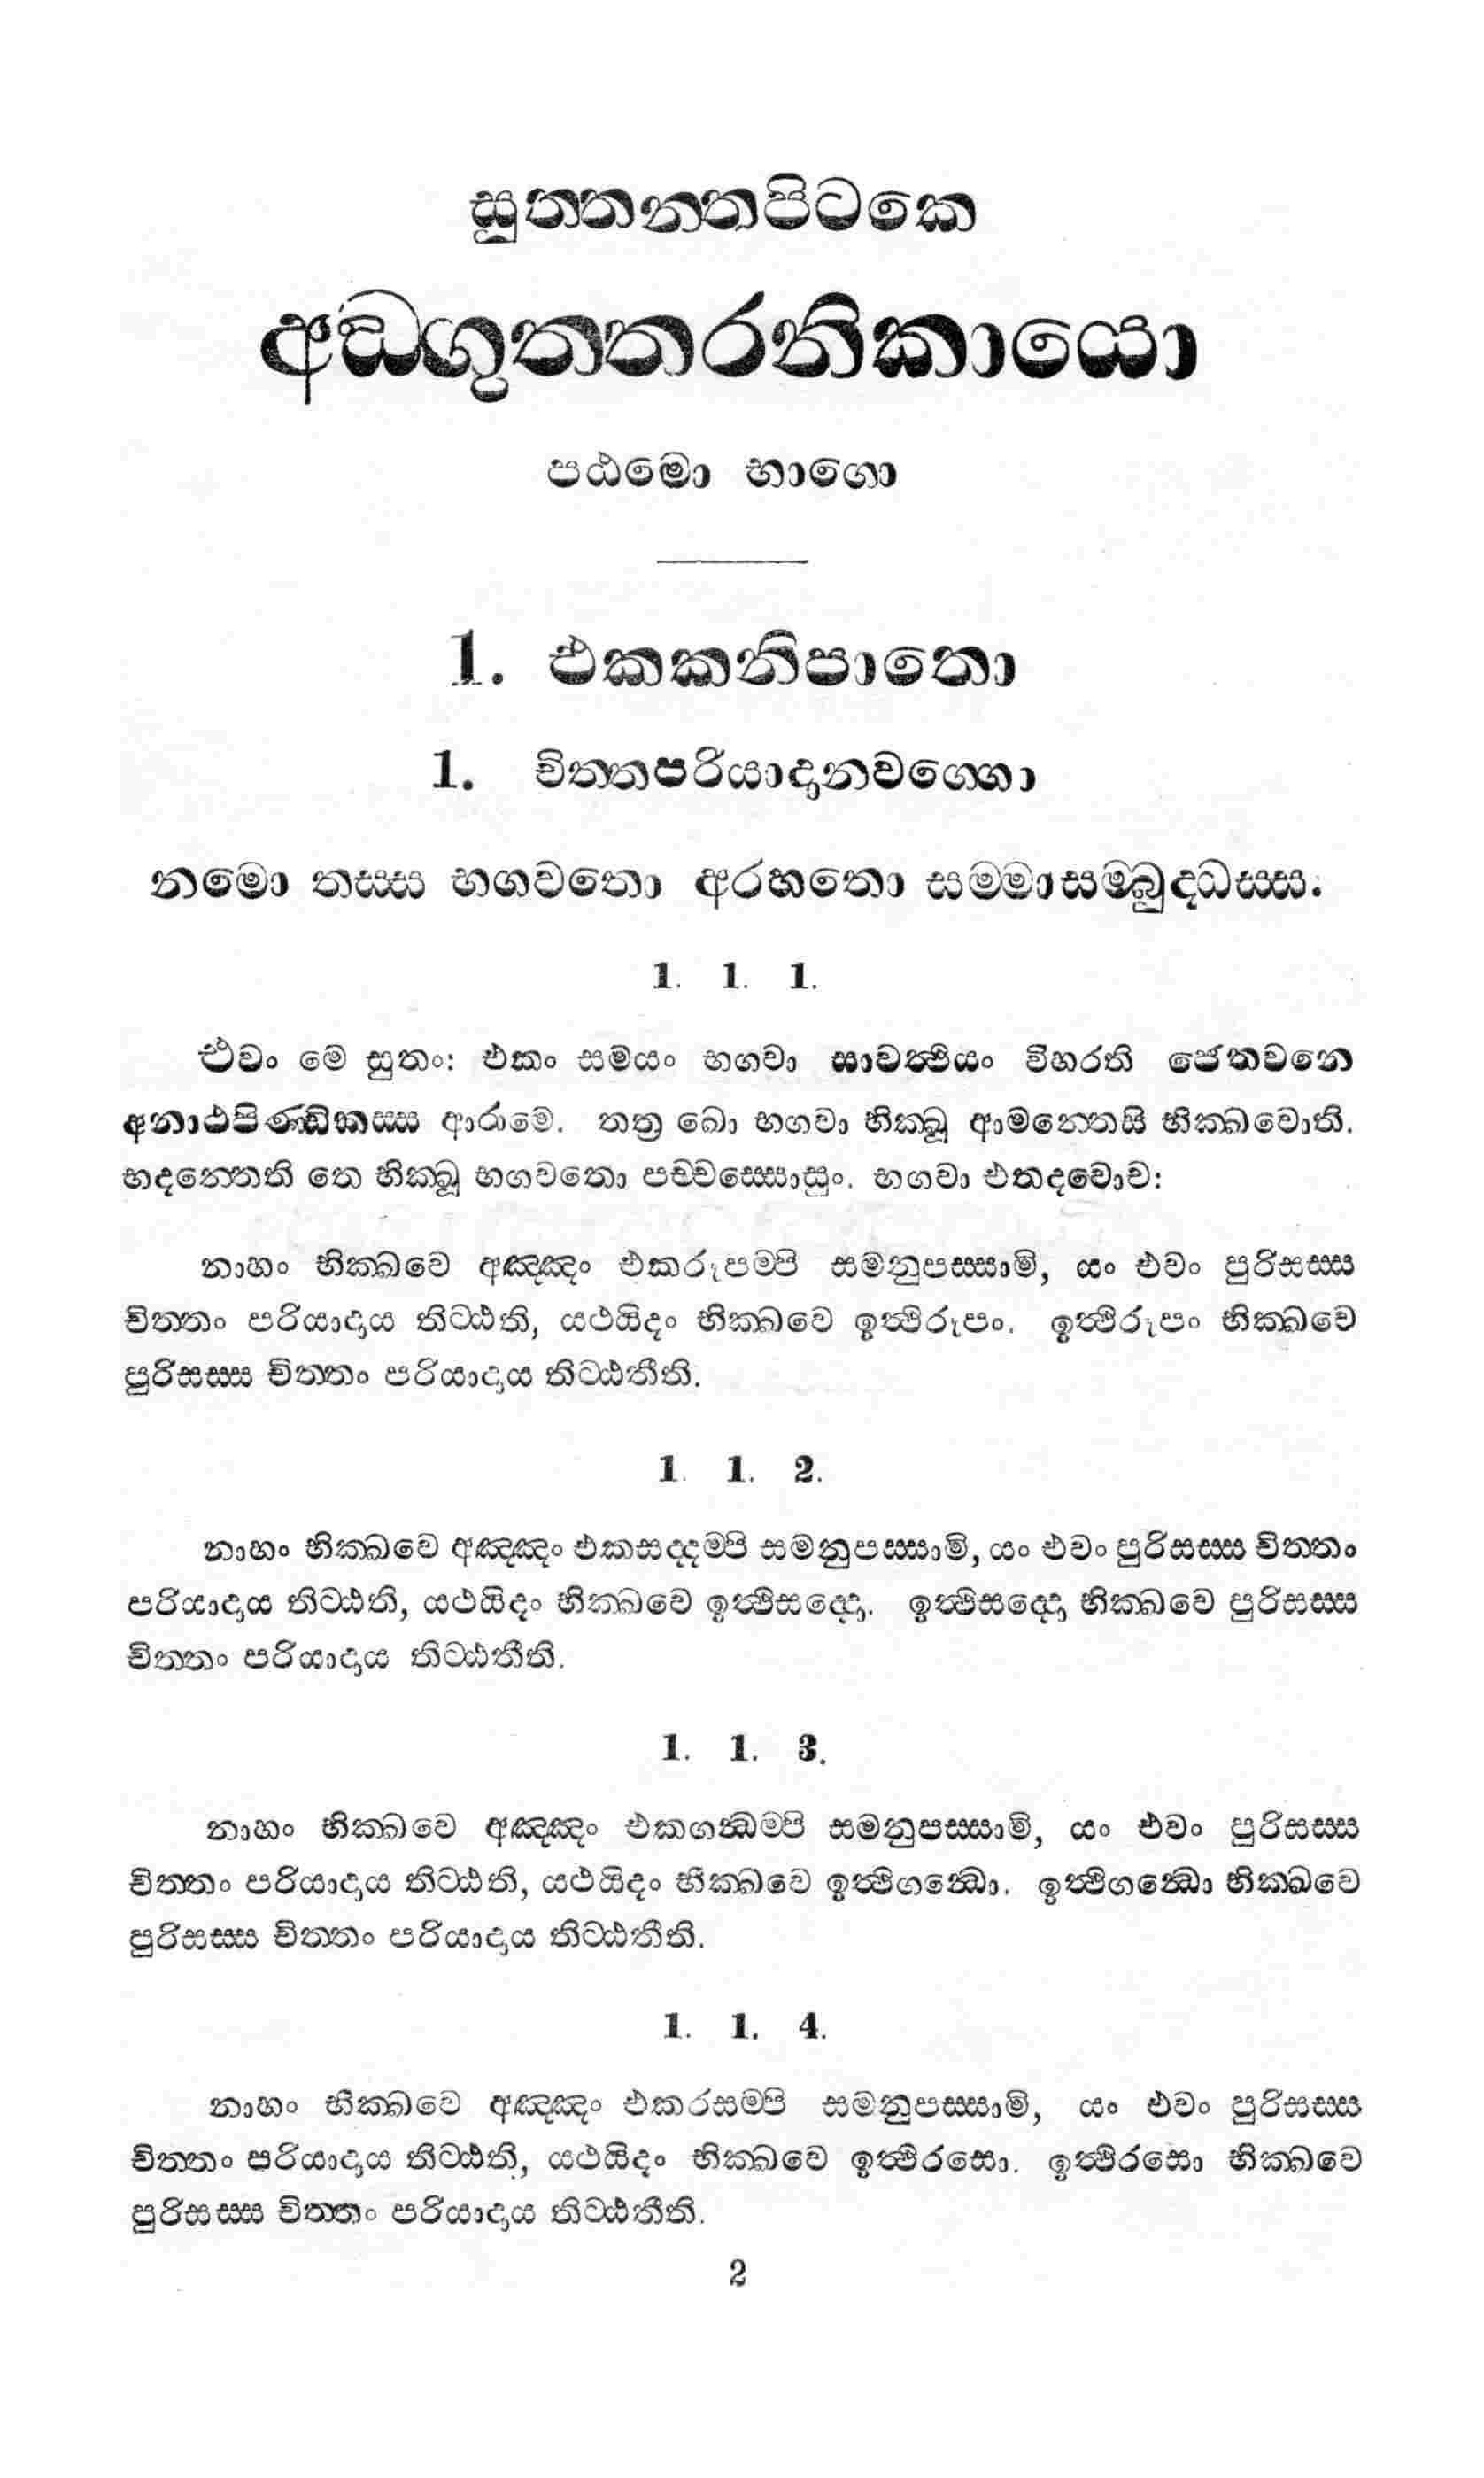 සුත්තන්තපිටකෙ
අඞ්ගුත්තරනිකායො
පඨමො භාගො
1. එකකනිපාතො
1. චිත්තපරියාදානවග්ගො
නමො තස්ස භගවතො අරහතො සම්මාසම්බුද්ධස්ස.
1. 1. 1.
එවං මෙ සුතං: එකං සමයං භගවා සාවත්ථියං විහරති ජෙතවනෙ
අනාථපිණ්ඩිකස්ස ආරාමෙ. තත්‍ර ඛො භගවා භික්ඛූ ආමන්තෙසි භික්ඛවොති.
භදන්තෙති තෙ භික්ඛූ භගවතො පච්චස්සොසුං. භගවා එතදවොච:
නාහං භික්ඛවෙ අඤ්ඤං එකරූපම්පි සමනුපස්සාමි, යං එවං පුරිසස්ස
චිත්තං පරියාදාය තිට්ඨති, යථයිදං භික්ඛවෙ ඉත්ථිරූපං. ඉත්ථිරූපං භික්ඛවෙ
පුරිසස්ස චිත්තං පරියාදාය තිට්ඨතීති.
1. 1. 2.
නාහං භික්ඛවෙ අඤ්ඤං එකසද්දම්පි සමනුපස්සාමි, යං එවං පුරිසස්ස චිත්තං
පරියාදාය තිට්ඨති, යථයිදං භික්ඛවෙ ඉත්ථිසද්දො. ඉත්ථිසද්දො භික්ඛවෙ පුරිසස්ස
චිත්තං පරියාදාය තිට්ඨතීති.
1. 1. 3.
නාහං භික්ඛවෙ අඤ්ඤං එකගන්ධම්පි සමනුපස්සාමි, යං එවං පුරිසස්ස
චිත්තං පරියාදාය තිට්ඨති, යථයිදං භික්ඛවෙ ඉත්ථිගන්ධො. ඉත්ථිගන්ධො භික්ඛවෙ
පුරිසස්ස චිත්තං පරියාදාය තිට්ඨතීති.
1. 1. 4.
නාහං භික්ඛවෙ අඤ්ඤං එකරසම්පි සමනුපස්සාමි, යං එවං පුරිසස්ස
චිත්තං පරියාදාය තිට්ඨති, යථයිදං භික්ඛවෙ ඉත්ථිරසො. ඉත්ථිරසො භික්ඛවෙ
පුරිසස්ස චිත්තං පරියාදාය තිට්ඨතීති.
2